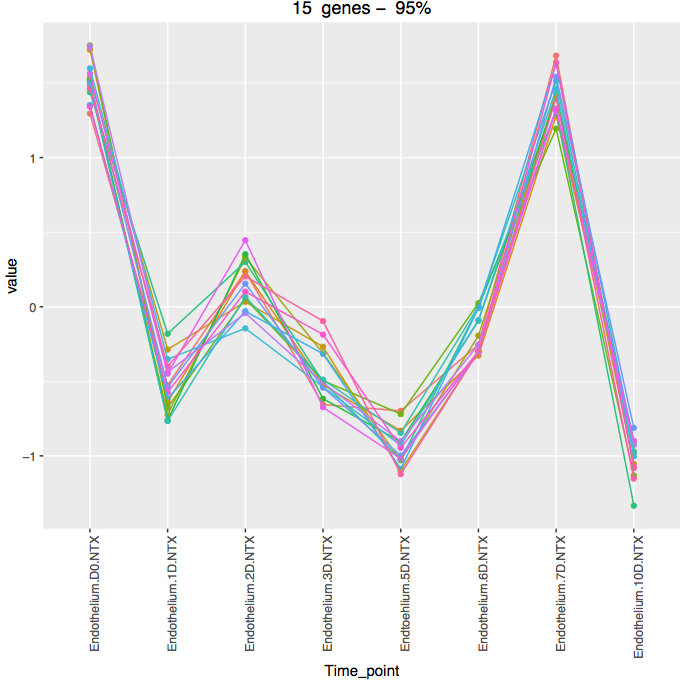 15 genes – 95%
value
1
0
−1
Endothelium.D0.NTX
Endothelium.1D.NTX
Endothelium.2D.NTX
Endothelium.3D.NTX
Endtoehlium.5D.NTX
Endothelium.6D.NTX
Endothelium.7D.NTX
Endothelium.10D.NTX
Time_point